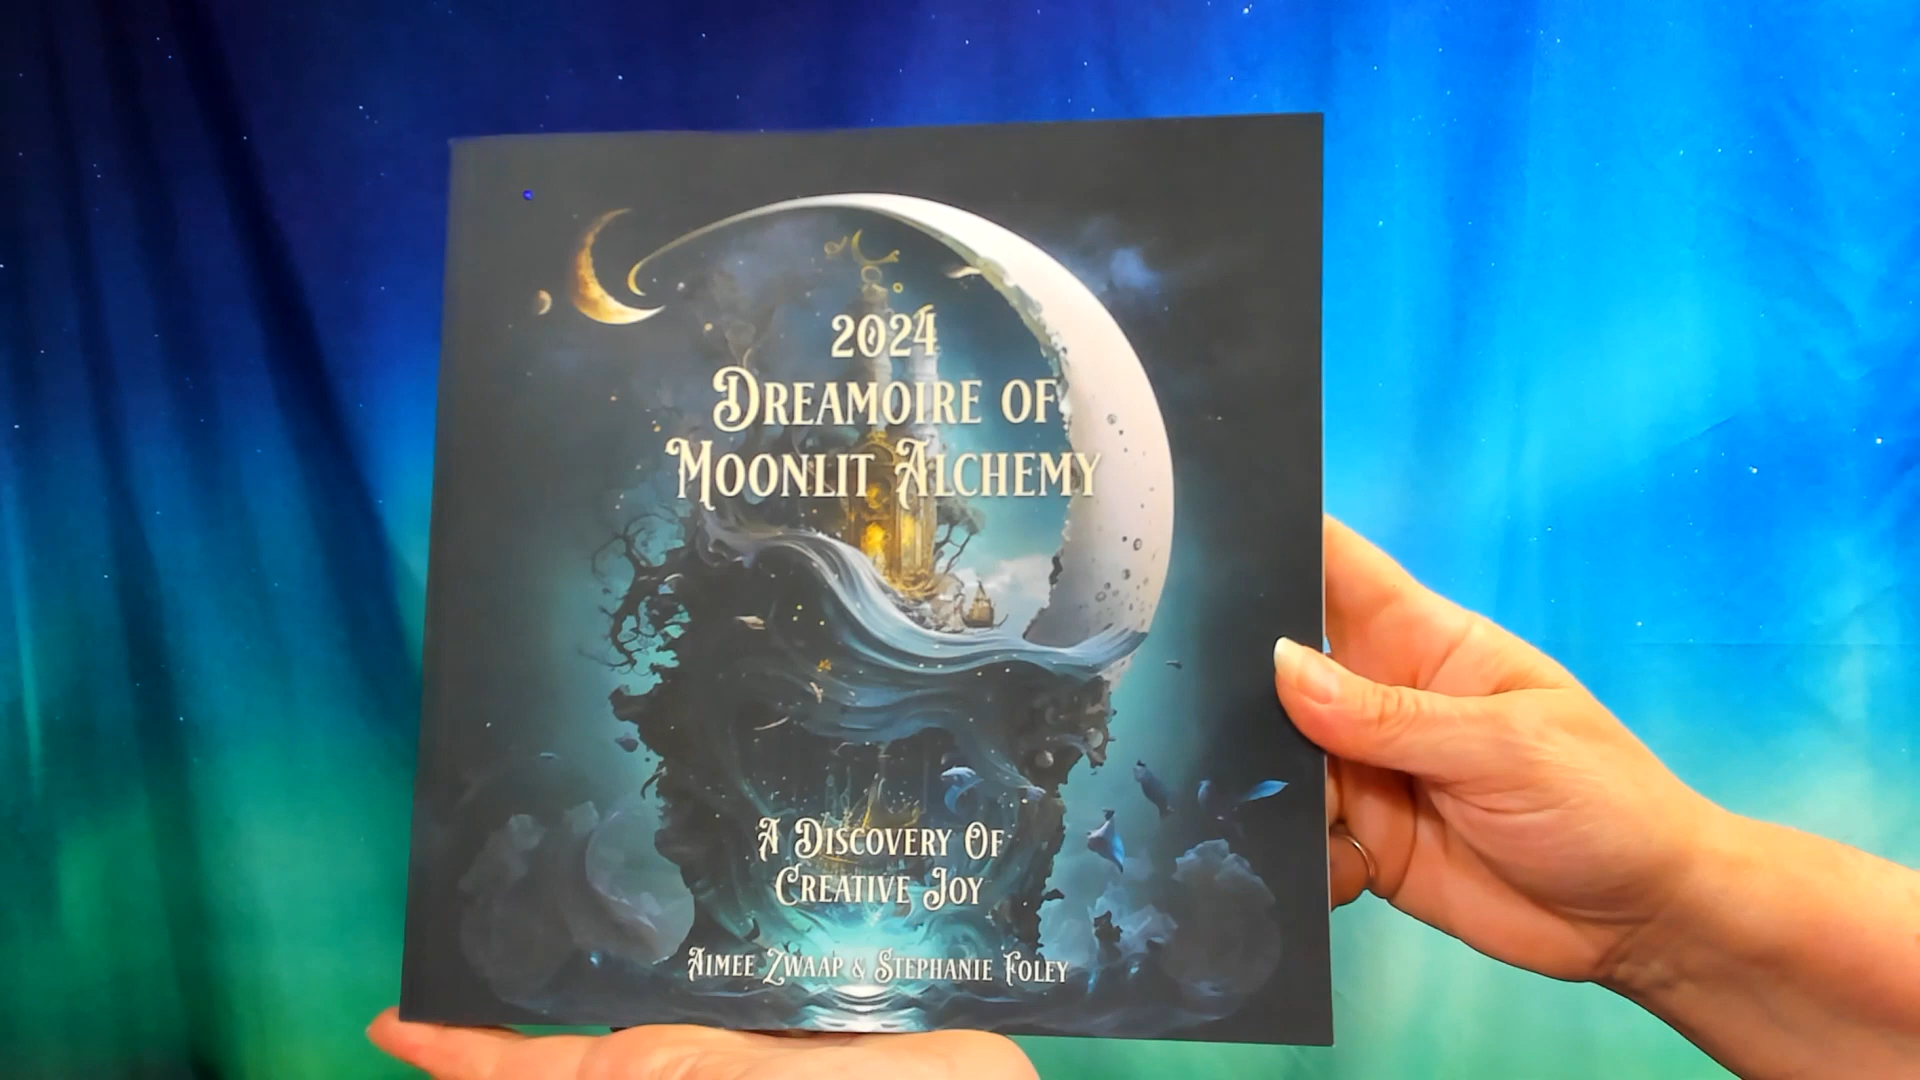 2024
Dreamoire of
Moonlit Alchemy
A Discovery Of
Creative Joy
Aimee Zwaap & Stephanie Foley